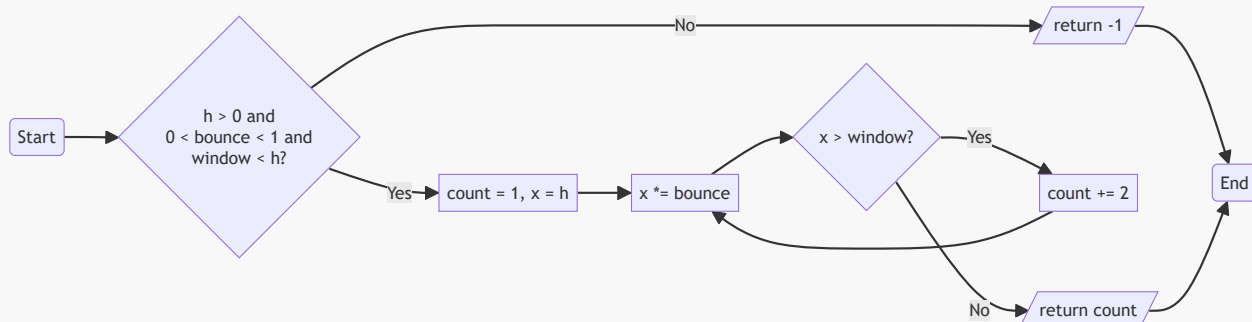 Start
h > 0 and
0 < bounce < 1 and
window < h?
No
return -1
Yes
count = 1, x = h
x *= bounce
x > window?
Yes
count += 2
No
return count
End